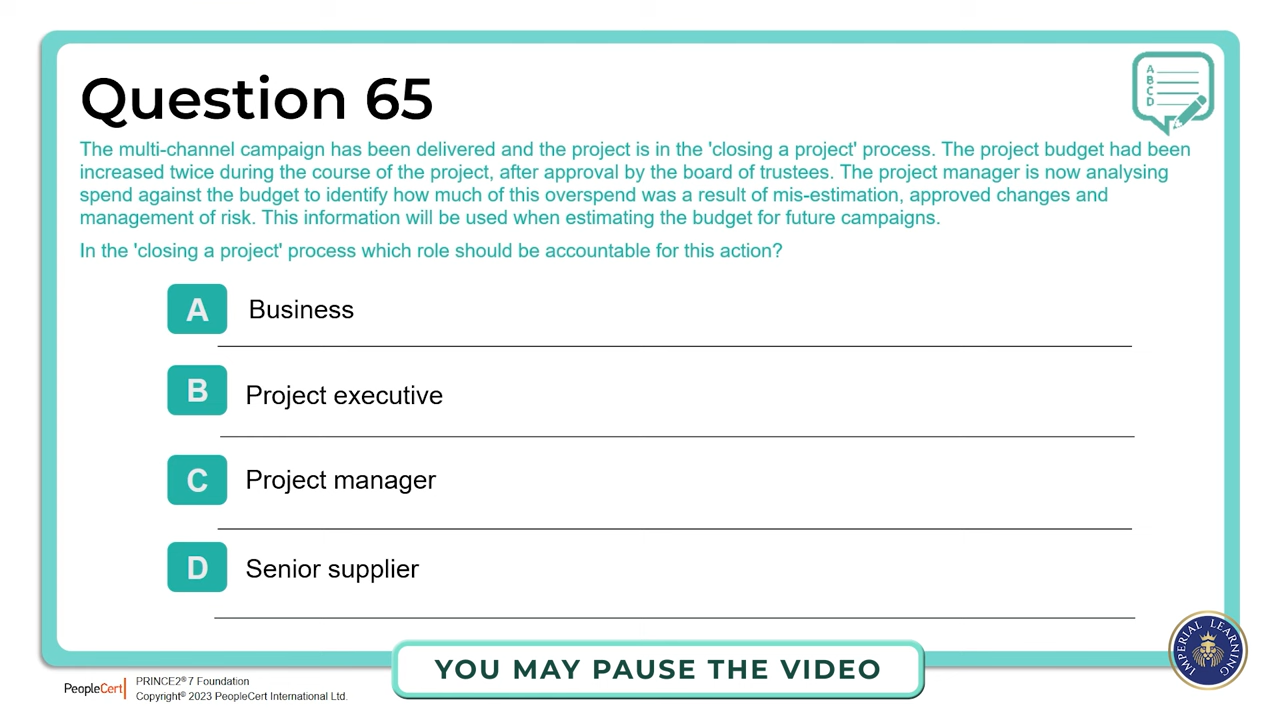 Question 65
A
B
C
D
The multi-channel campaign has been delivered and the project is in the 'closing a project' process. The project budget had been
increased twice during the course of the project, after approval by the board of trustees. The project manager is now analysing
spend against the budget to identify how much of this overspend was a result of mis-estimation, approved changes and
management of risk. This information will be used when estimating the budget for future campaigns.
In the 'closing a project' process which role should be accountable for this action?
A Business
B Project executive
C Project manager
D Senior supplier
YOU MAY PAUSE THE VIDEO
IMPERIAL LEARNING
PeopleCert
PRINCE2® 7 Foundation
Copyright® 2023 PeopleCert International Ltd.